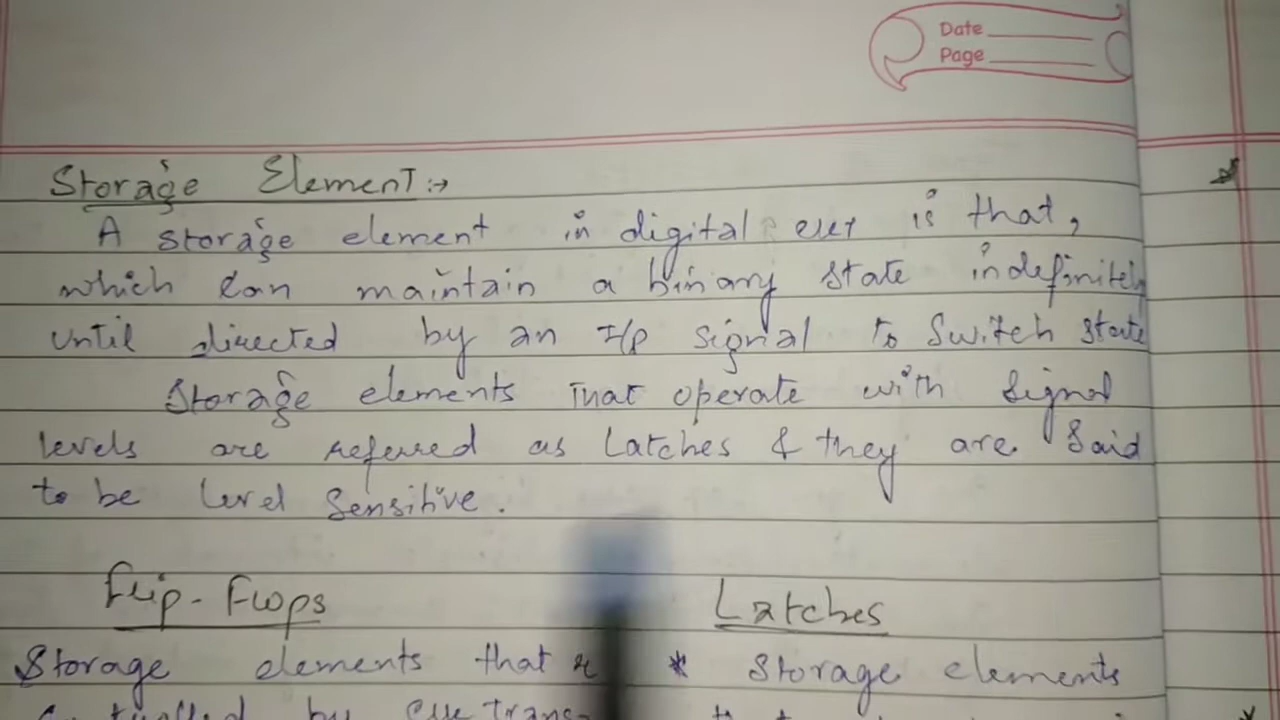 Date
Page
Storage Element :→
A storage element in digital ckt is that,
which can maintain a binary state indefinitely
until directed by an I/P signal to switch state
Storage elements that operate with signal
levels are referred as Latches & they are said
to be level sensitive.
Flip-Flops
Latches
Storage elements that
* Storage elements
by